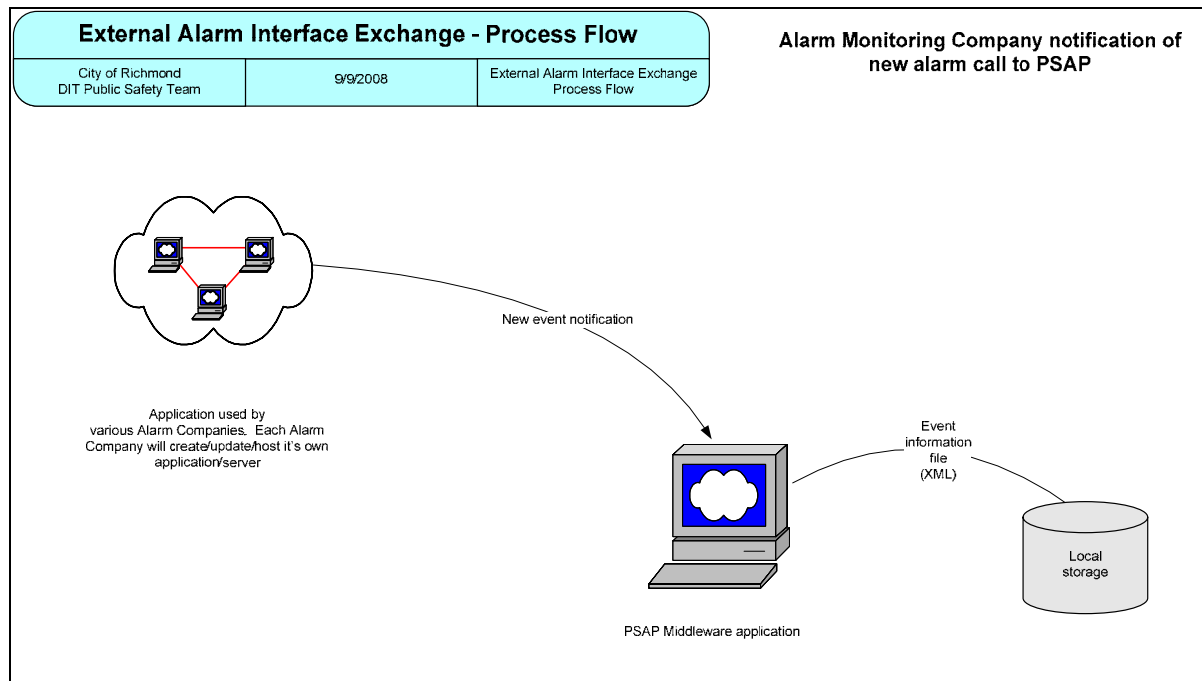 External Alarm Interface Exchange - Process Flow
City of Richmond
DIT Public Safety Team
9/9/2008
External Alarm Interface Exchange
Process Flow
Alarm Monitoring Company notification of
new alarm call to PSAP
New event notification
Application used by
various Alarm Companies. Each Alarm
Company will create/update/host it's own
application/server
Event
information
file
(XML)
Local
storage
PSAP Middleware application